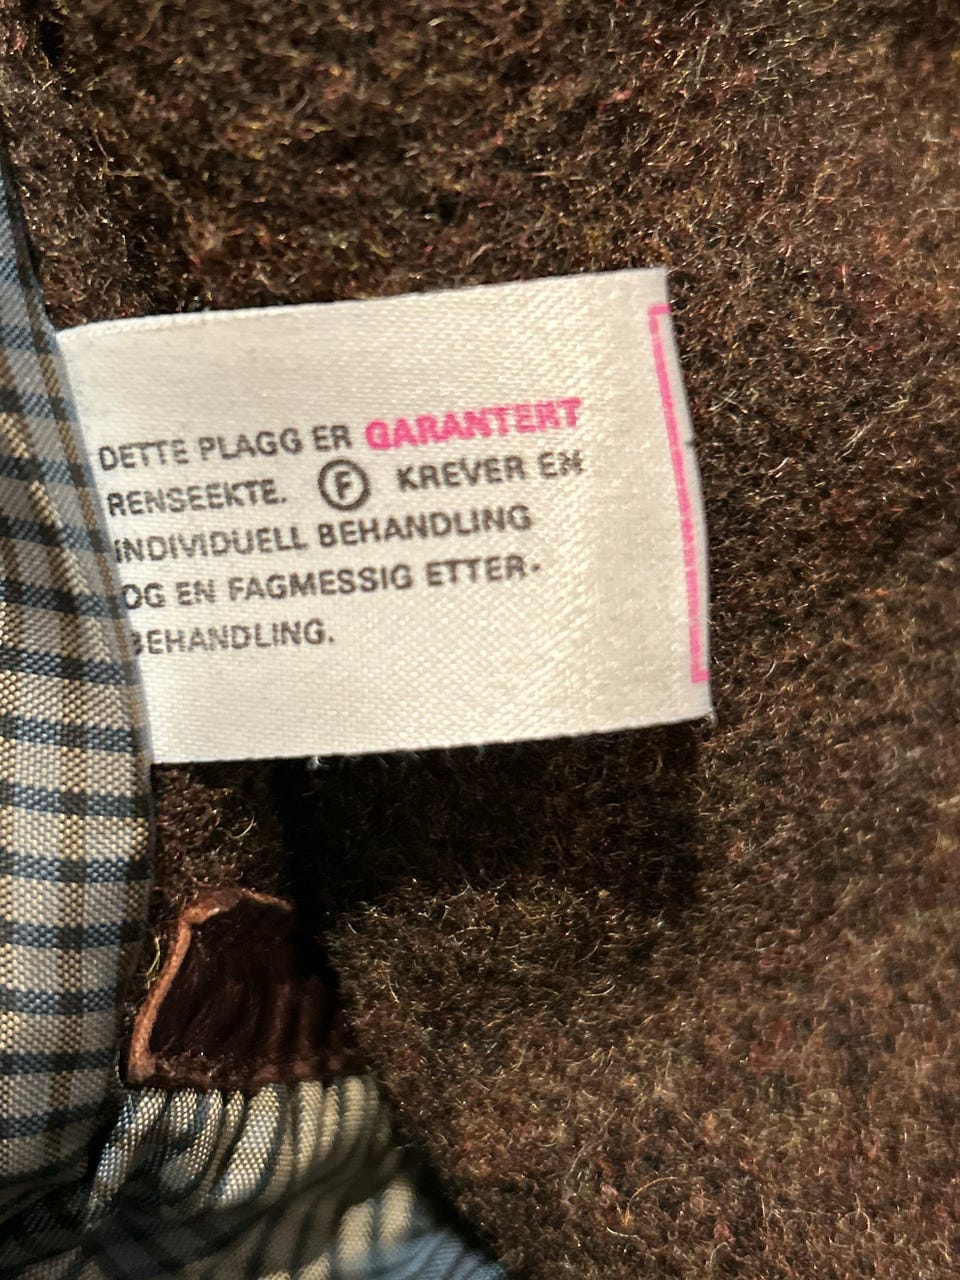 DETTE PLAGG ER GARANTERT
RENSEEKTE. Ⓕ KREVER EN
INDIVIDUELL BEHANDLING
OG EN FAGMESSIG ETTER-
BEHANDLING.